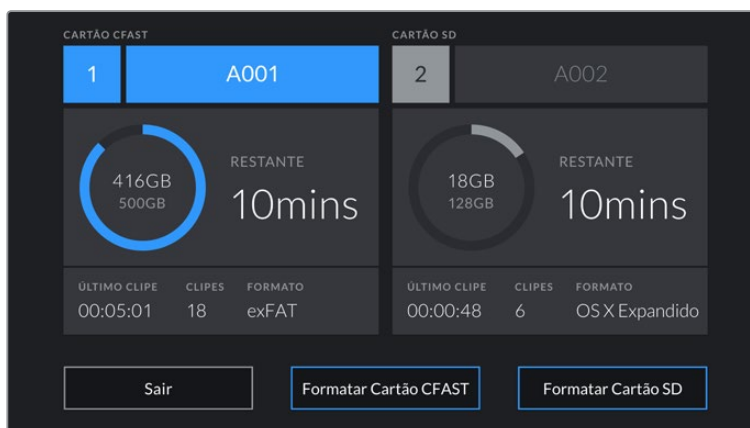 CARTÃO CFAST
1 A001
416GB
500GB
RESTANTE
10mins
ÚLTIMO CLIPE CLIPES FORMATO
00:05:01 18 exFAT
CARTÃO SD
2 A002
18GB
128GB
RESTANTE
10mins
ÚLTIMO CLIPE CLIPES FORMATO
00:00:48 6 OS X Expandido
Sair Formatar Cartão CFAST Formatar Cartão SD